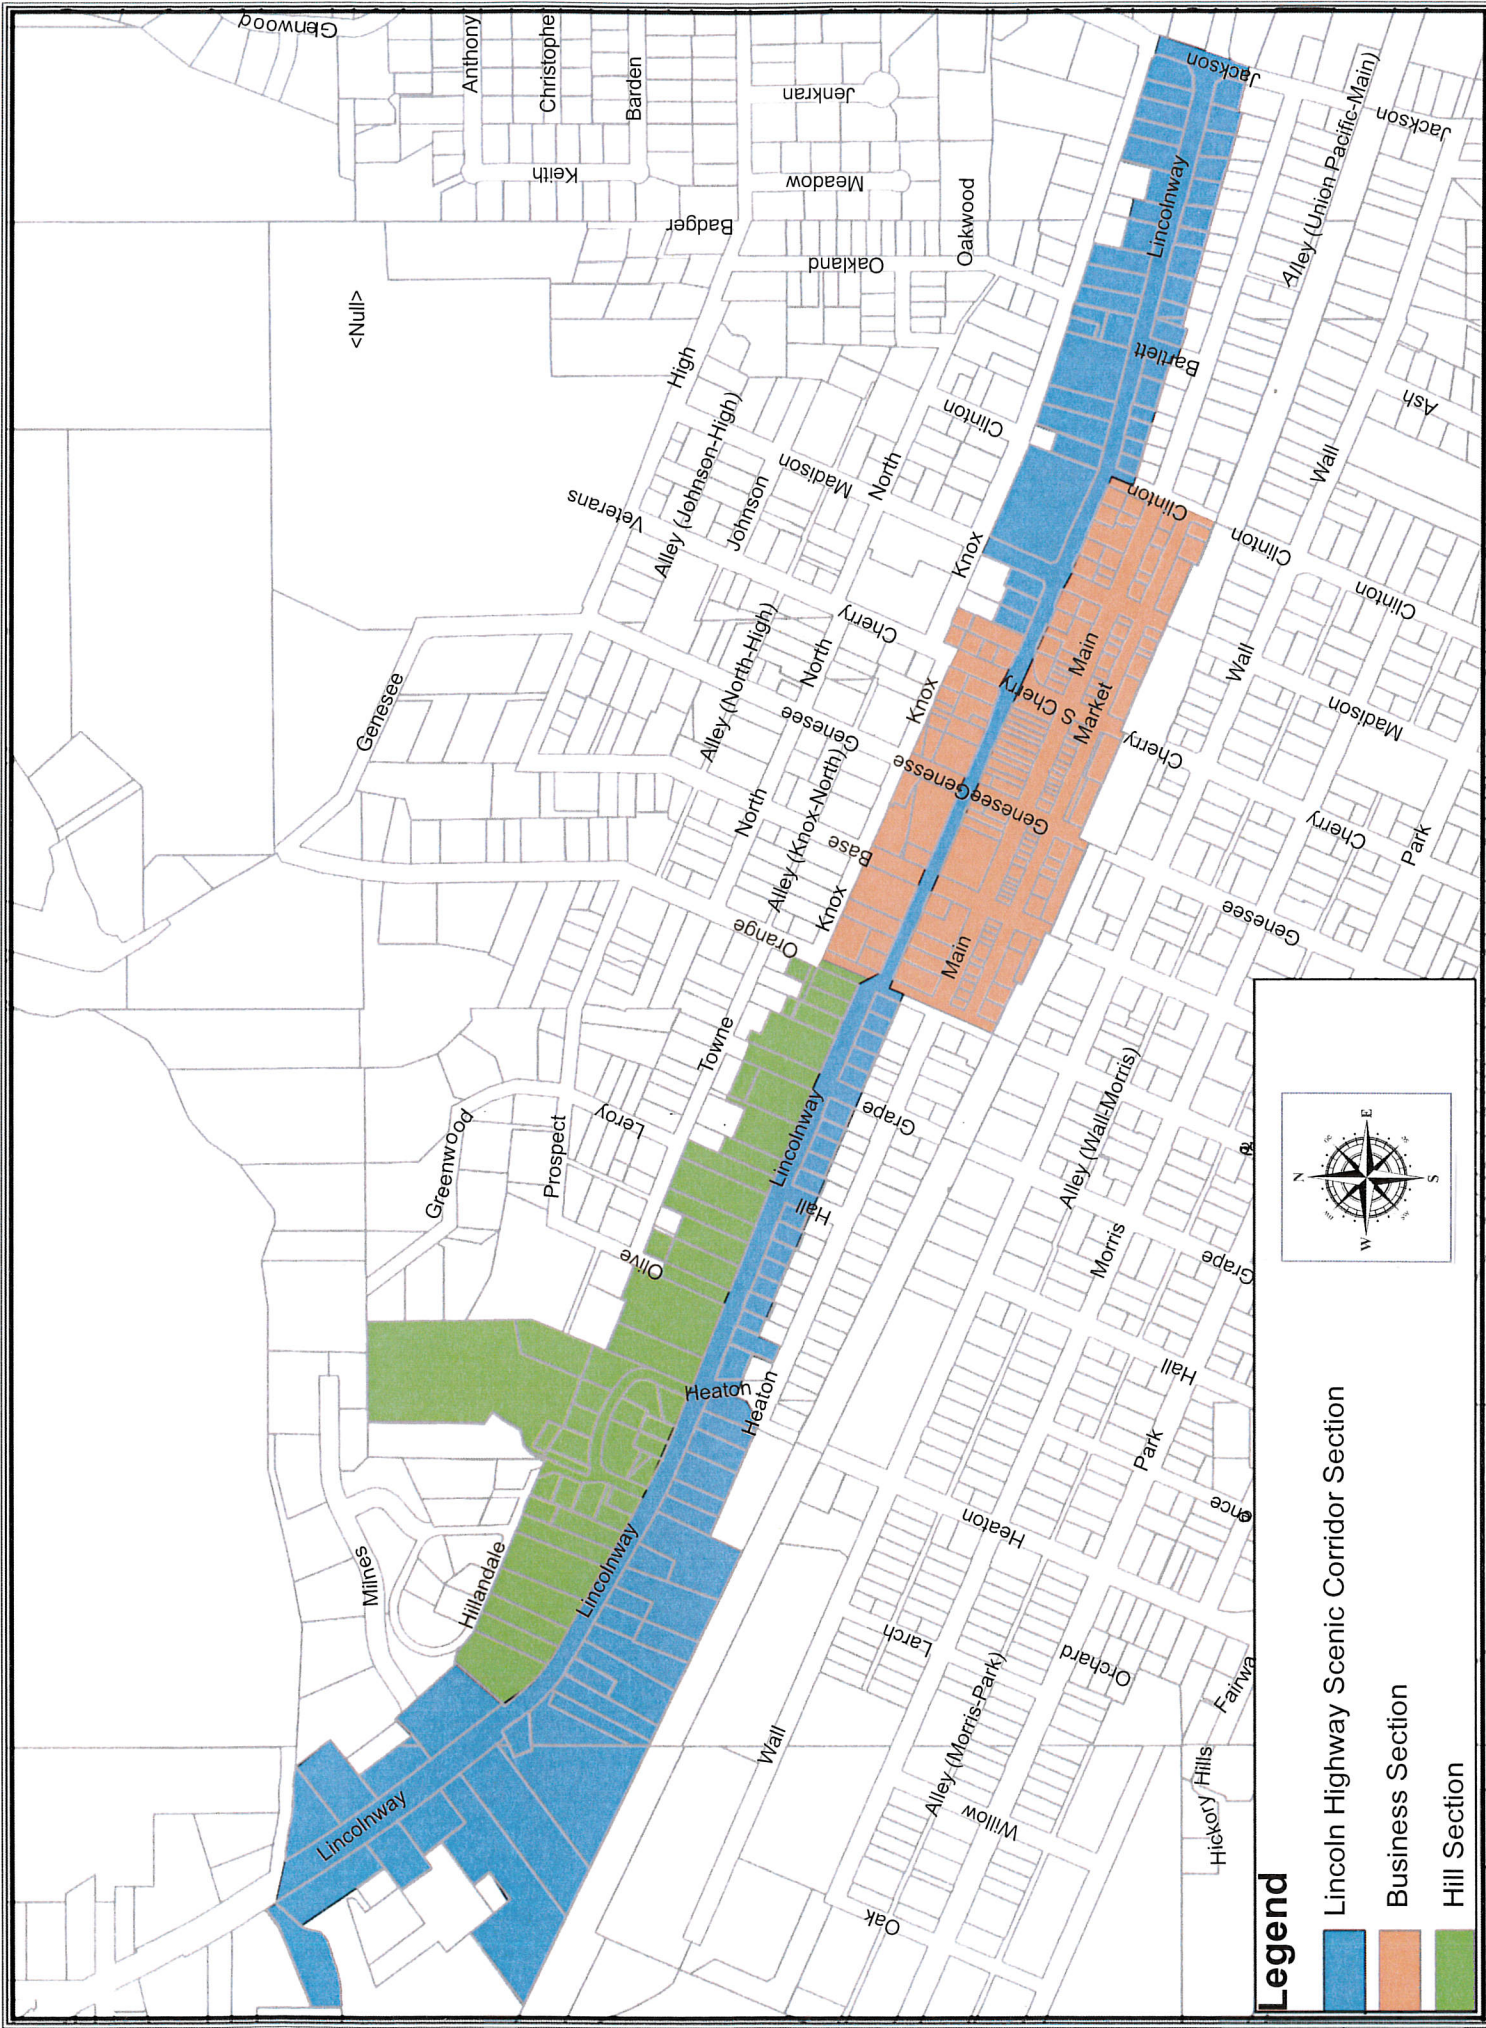 Glenwood
Anthony
Christophe
Barden
Keith
Jenkran
Meadow
Badger
Oakland
Oakwood
<Null>
High
Jackson
Jackson
Lincolnway
Alley (Union Pacific-Main)
Bartlett
Ash
Wall
Clinton
Madison
North
Alley (Johnson-High)
Johnson
Veterans
Knox
Clinton
Clinton
Clinton
Wall
Madison
Cherry
North
Alley (North-High)
Genesee
Genesee
Knox
S Cherry
Main
Market
Cherry
Cherry
Park
Genesse
Genesee
Genesee
Genesee
North
Alley (Knox-North)
Base
Knox
Orange
Main
Towne
Leroy
Prospect
Greenwood
Olive
Lincolnway
Grape
Hall
Alley (Wall-Morris)
Morris
Grape
Hall
Park
Heaton
Heaton
Heaton
ence
Milnes
Hillandale
Lincolnway
Larch
Orchard
Alley (Morris-Park)
Fairwa
Wall
Willow
Hickory Hills
Oak
Lincolnway
N
E
S
W
Legend
Lincoln Highway Scenic Corridor Section
Business Section
Hill Section